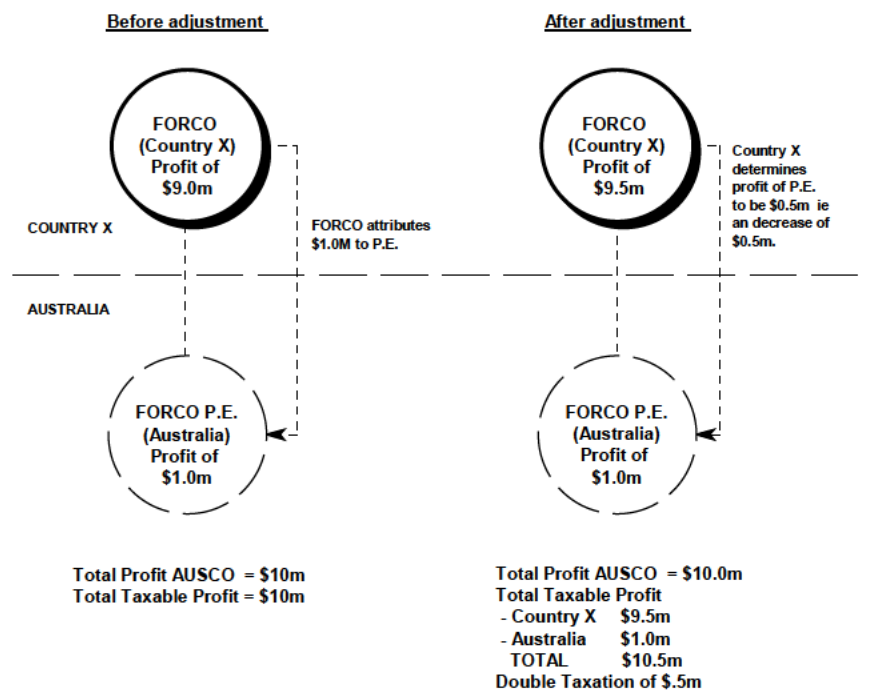 Before adjustment
FORCO
(Country X)
Profit of
$9.0m
COUNTRY X
FORCO attributes
$1.0M to P.E.
AUSTRALIA
FORCO P.E.
(Australia)
Profit of
$1.0m
Total Profit AUSCO = $10m
Total Taxable Profit = $10m
After adjustment
FORCO
(Country X)
Profit of
$9.5m
Country X
determines
profit of P.E.
to be $0.5m ie
an decrease of
$0.5m.
FORCO P.E.
(Australia)
Profit of
$1.0m
Total Profit AUSCO = $10.0m
Total Taxable Profit
- Country X $9.5m
- Australia $1.0m
TOTAL $10.5m
Double Taxation of $.5m